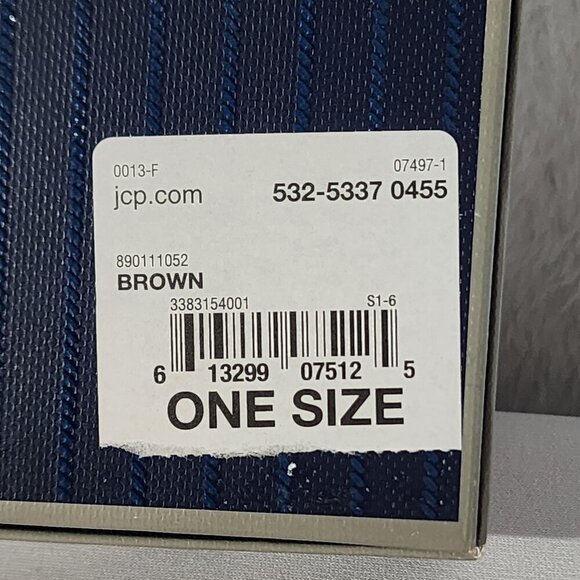 0013-F 07497-1
jcp.com 532-5337 0455
890111052
BROWN
3383154001 S1-6
6 13299 07512 5
ONE SIZE